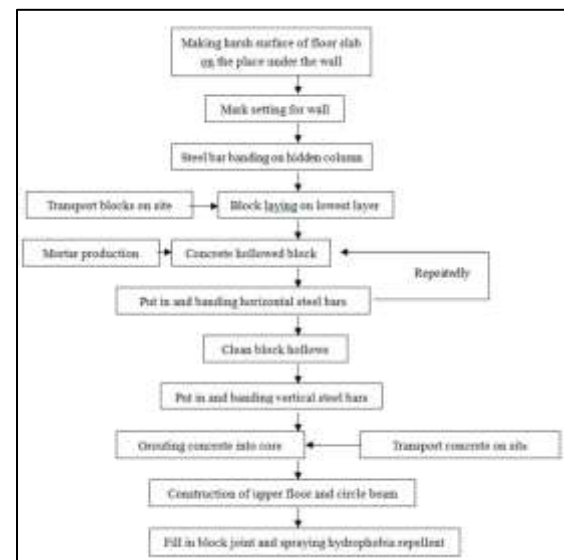 Making harsh surface of floor slab
on the place under the wall
Mark setting for wall
Steel bar banding on hidden column
Transport blocks on site
Block laying on lowest layer
Mortar production
Concrete hollowed block
Repeatedly
Put in and banding horizontal steel bars
Clean block hollows
Put in and banding vertical steel bars
Grouting concrete into core
Transport concrete on site
Construction of upper floor and circle beam
Fill in block joint and spraying hydrophobia repellent